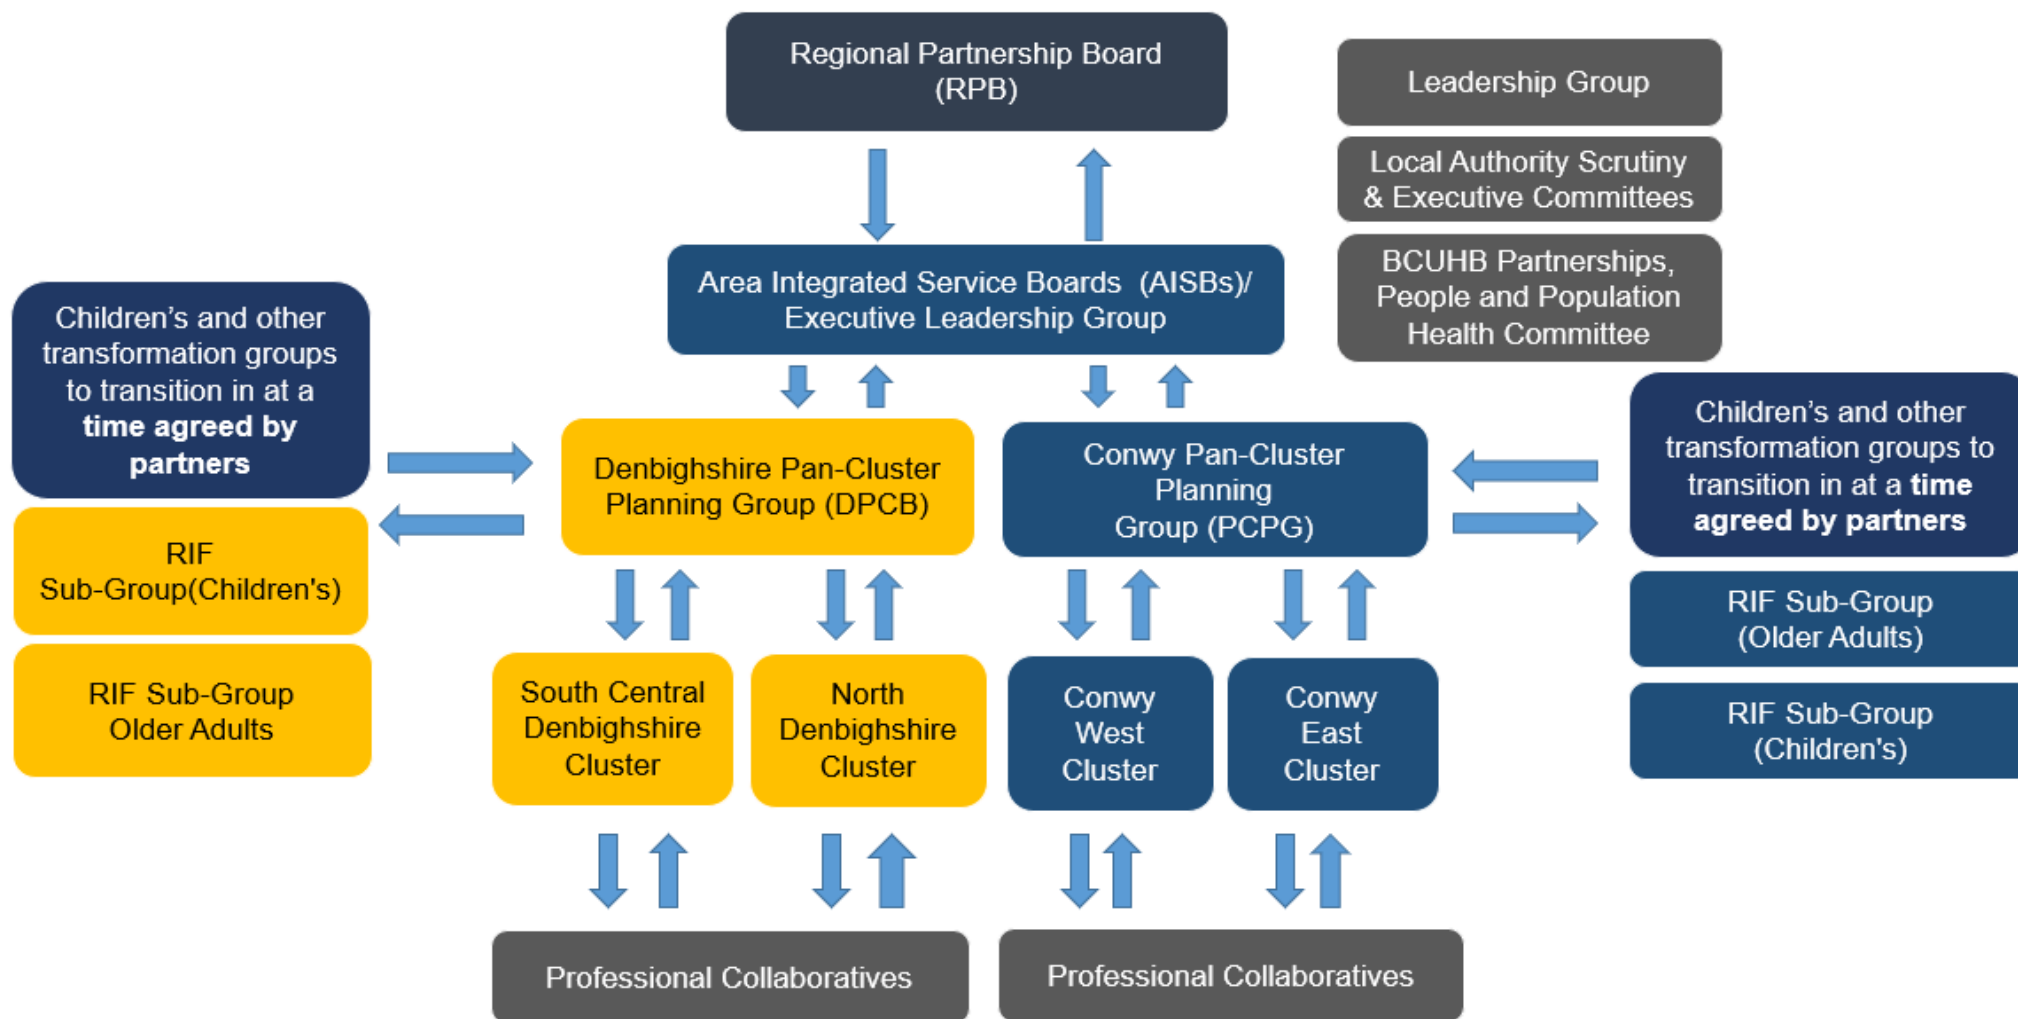 Regional Partnership Board
(RPB)
Leadership Group
Local Authority Scrutiny
& Executive Committees
BCUHB Partnerships,
People and Population
Health Committee
Area Integrated Service Boards (AISBs)/
Executive Leadership Group
Children’s and other
transformation groups
to transition in at a
time agreed by
partners
RIF
Sub-Group(Children's)
RIF Sub-Group
Older Adults
Denbighshire Pan-Cluster
Planning Group (DPCB)
Conwy Pan-Cluster
Planning
Group (PCPG)
Children’s and other
transformation groups to
transition in at a time
agreed by partners
RIF Sub-Group
(Older Adults)
RIF Sub-Group
(Children's)
South Central
Denbighshire
Cluster
North
Denbighshire
Cluster
Conwy
West
Cluster
Conwy
East
Cluster
Professional Collaboratives
Professional Collaboratives